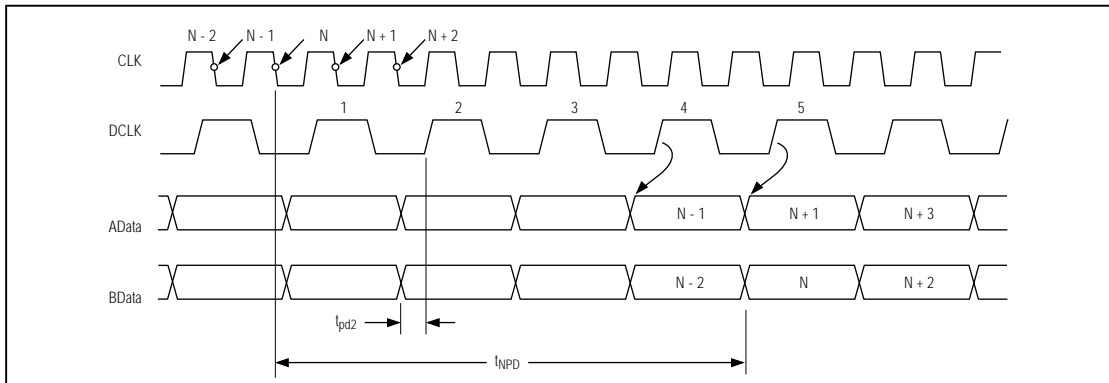 N - 2 N - 1 N N + 1 N + 2
CLK
1 2 3 4 5
DCLK
AData N - 1 N + 1 N + 3
BData N - 2 N N + 2
tpd2
tNPD